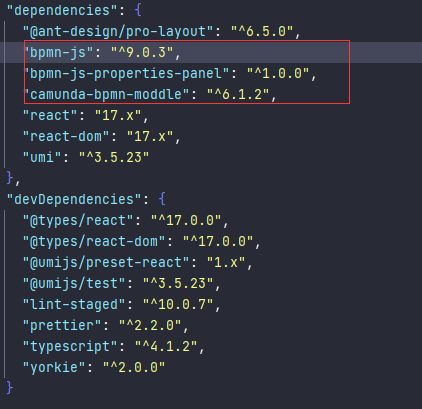 "dependencies": {
"@ant-design/pro-layout": "^6.5.0",
"bpmn-js": "^9.0.3",
"bpmn-js-properties-panel": "^1.0.0",
"camunda-bpmn-moddle": "^6.1.2",
"react": "17.x",
"react-dom": "17.x",
"umi": "^3.5.23"
},
"devDependencies": {
"@types/react": "^17.0.0",
"@types/react-dom": "^17.0.0",
"@umijs/preset-react": "1.x",
"@umijs/test": "^3.5.23",
"lint-staged": "^10.0.7",
"prettier": "^2.2.0",
"typescript": "^4.1.2",
"yorkie": "^2.0.0"
}